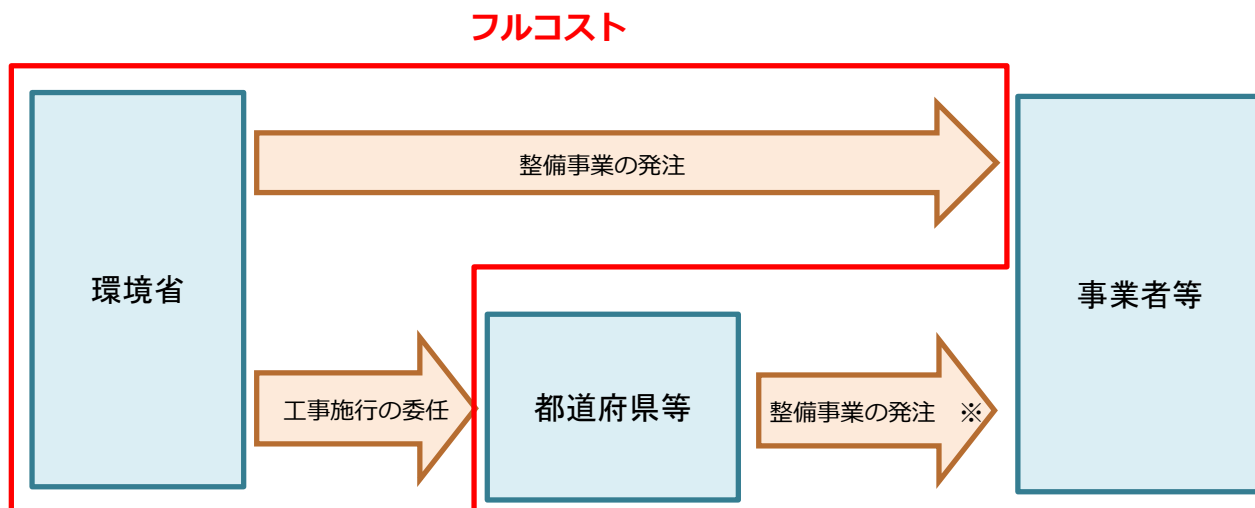 フルコスト
整備事業の発注
環境省
事業者等
工事施行の委任
都道府県等
整備事業の発注　※